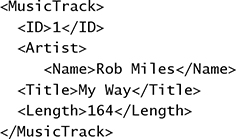 <MusicTrack>
  <ID>1</ID>
  <Artist>
     <Name>Rob Miles</Name>
  <Title>My Way</Title>
  <Length>164</Length>
</MusicTrack>